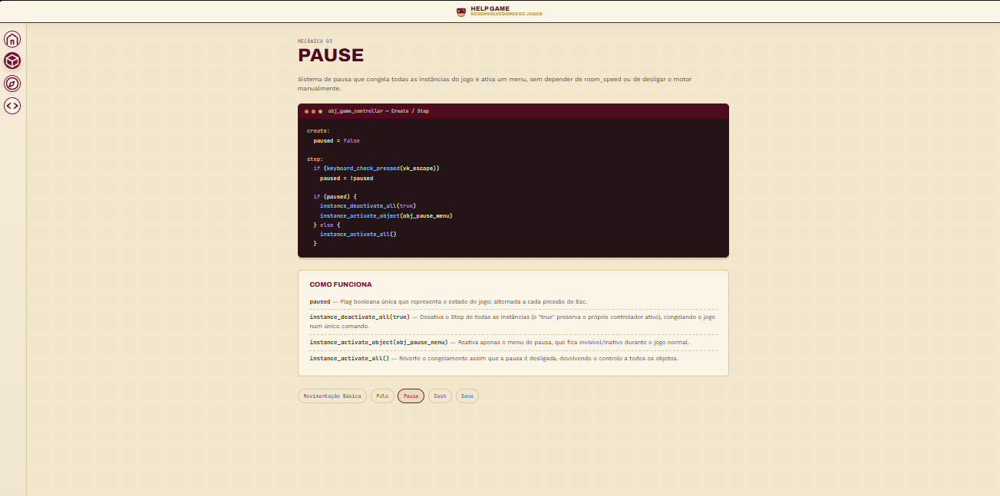 HELP GAME
DESENVOLVEDORES DE JOGOS
MECÂNICA 03
PAUSE
Sistema de pausa que congela todas as instâncias do jogo e ativa um menu, sem depender de room_speed ou de desligar o motor
manualmente.
obj_game_controller — Create / Step
create:
paused = false
step:
if (keyboard_check_pressed(vk_escape))
paused = !paused
if (paused) {
instance_deactivate_all(true)
instance_activate_object(obj_pause_menu)
} else {
instance_activate_all()
}
COMO FUNCIONA
paused — Flag booleana única que representa o estado do jogo; alternada a cada pressão de Esc.
instance_deactivate_all(true) — Desativa o Step de todas as instâncias (o "true" preserva o próprio controlador ativo), congelando o jogo
num único comando.
instance_activate_object(obj_pause_menu) — Reativa apenas o menu de pausa, que fica invisível/inativo durante o jogo normal.
instance_activate_all() — Reverte o congelamento assim que a pausa é desligada, devolvendo o controlo a todos os objetos.
Movimentação Básica
Pulo
Pause
Dash
Dano